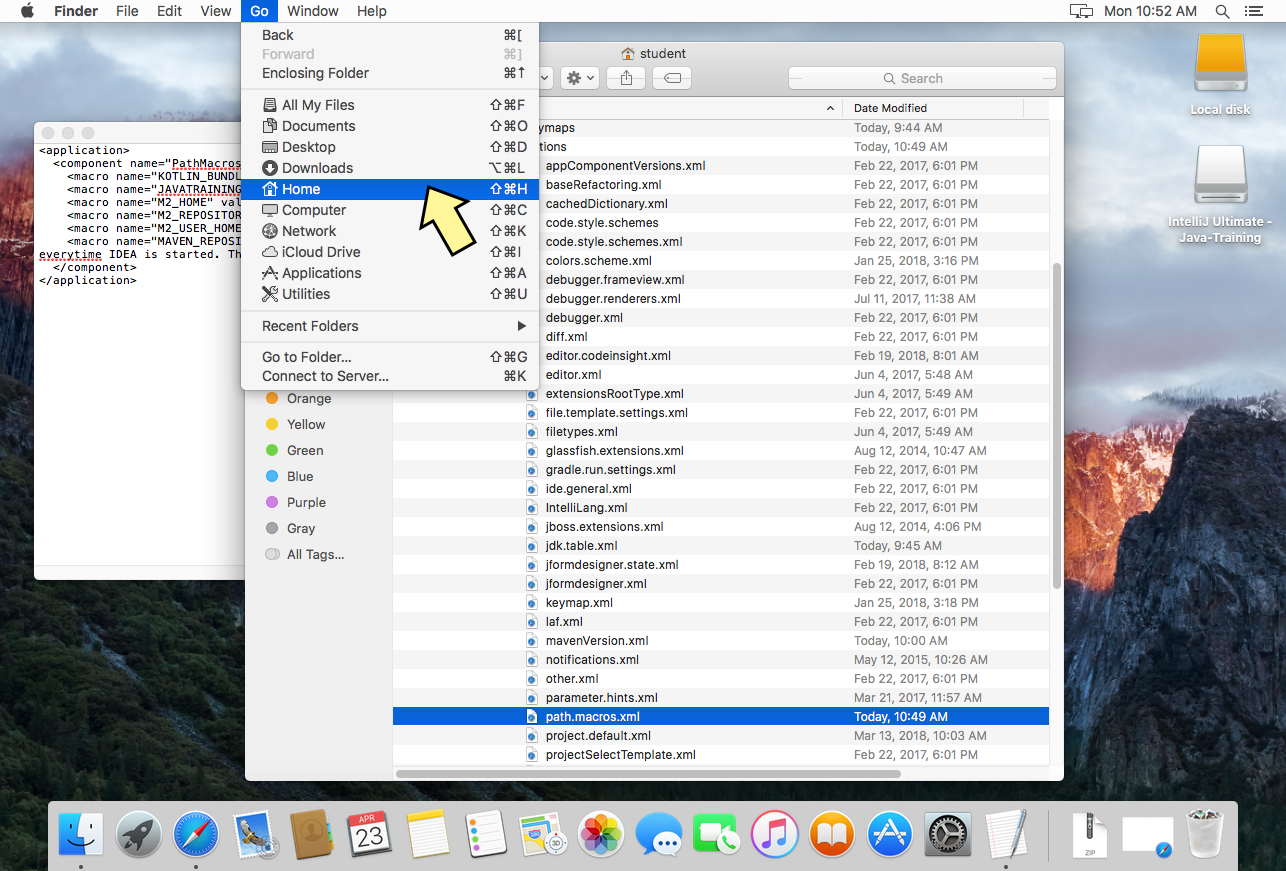 Finder File Edit View Go Window Help Mon 10:52 AM
Back ⌘[
Forward ⌘]
Enclosing Folder ⌘↑
All My Files ⇧⌘F
Documents ⇧⌘O
Desktop ⇧⌘D
Downloads ⌥⌘L
Home ⇧⌘H
Computer ⇧⌘C
Network ⇧⌘K
iCloud Drive ⇧⌘I
Applications ⇧⌘A
Utilities ⇧⌘U
Recent Folders
Go to Folder... ⇧⌘G
Connect to Server... ⌘K
<application>
<component name="PathMacros
<macro name="KOTLIN_BUNDL
<macro name="JAVATRAINING
<macro name="M2_HOME" val
<macro name="M2_REPOSITOR
<macro name="M2_USER_HOME
<macro name="MAVEN_REPOSI
everytime IDEA is started. Th
</component>
</application>
student
Search
Date Modified
ymaps Today, 9:44 AM
tions Today, 10:49 AM
appComponentVersions.xml Feb 22, 2017, 6:01 PM
baseRefactoring.xml Feb 22, 2017, 6:01 PM
cachedDictionary.xml Feb 22, 2017, 6:01 PM
code.style.schemes Feb 22, 2017, 6:01 PM
code.style.schemes.xml Feb 22, 2017, 6:01 PM
colors.scheme.xml Jan 25, 2018, 3:16 PM
debugger.frameview.xml Feb 22, 2017, 6:01 PM
debugger.renderers.xml Jul 11, 2017, 11:38 AM
debugger.xml Feb 22, 2017, 6:01 PM
diff.xml Feb 22, 2017, 6:01 PM
editor.codeinsight.xml Feb 19, 2018, 8:01 AM
editor.xml Jun 4, 2017, 5:48 AM
extensionsRootType.xml Jun 4, 2017, 5:49 AM
file.template.settings.xml Feb 22, 2017, 6:01 PM
filetypes.xml Jun 4, 2017, 5:49 AM
glassfish.extensions.xml Aug 12, 2014, 10:47 AM
gradle.run.settings.xml Feb 22, 2017, 6:01 PM
ide.general.xml Feb 22, 2017, 6:01 PM
IntelliLang.xml Feb 22, 2017, 6:01 PM
jboss.extensions.xml Aug 12, 2014, 4:06 PM
jdk.table.xml Today, 9:45 AM
jformdesigner.state.xml Feb 19, 2018, 8:12 AM
jformdesigner.xml Feb 22, 2017, 6:01 PM
keymap.xml Jan 25, 2018, 3:18 PM
laf.xml Feb 22, 2017, 6:01 PM
mavenVersion.xml Today, 10:00 AM
notifications.xml May 12, 2015, 10:26 AM
other.xml Feb 22, 2017, 6:01 PM
parameter.hints.xml Mar 21, 2017, 11:57 AM
path.macros.xml Today, 10:49 AM
project.default.xml Mar 13, 2018, 10:03 AM
projectSelectTemplate.xml Feb 22, 2017, 6:01 PM
Orange
Yellow
Green
Blue
Purple
Gray
All Tags...
Local disk
IntelliJ Ultimate -
Java-Training
APR
23
3D
ZIP